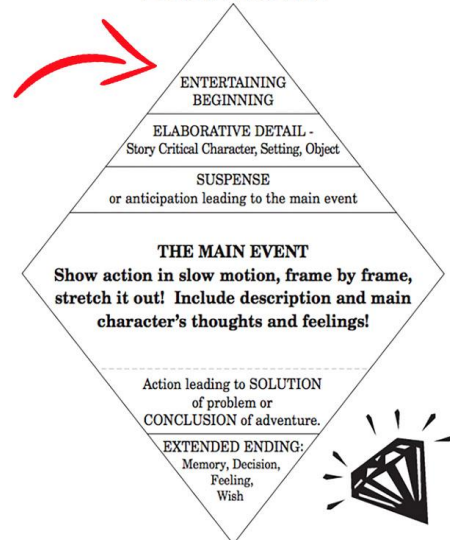 ENTERTAINING
BEGINNING
ELABORATIVE DETAIL -
Story Critical Character, Setting, Object
SUSPENSE
or anticipation leading to the main event
THE MAIN EVENT
Show action in slow motion, frame by frame,
stretch it out! Include description and main
character's thoughts and feelings!
Action leading to SOLUTION
of problem or
CONCLUSION of adventure.
EXTENDED ENDING:
Memory, Decision,
Feeling,
Wish